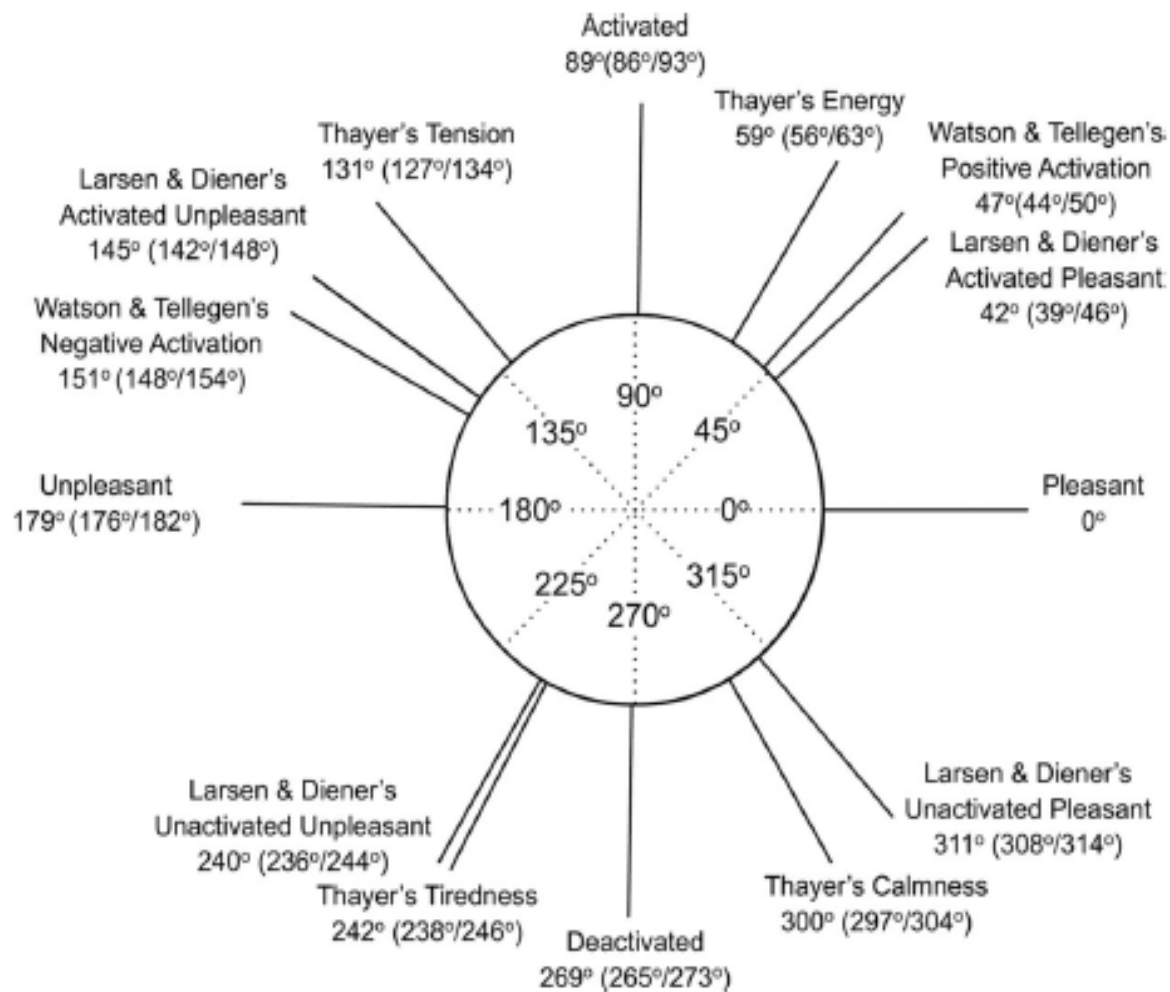 Activated
89º(86º/93º)
Thayer's Energy
59º (56º/63º)
Watson & Tellegen's
Positive Activation
47º(44º/50º)
Larsen & Diener's
Activated Pleasant
42º (39º/46º)
Thayer's Tension
131º (127º/134º)
Larsen & Diener's
Activated Unpleasant
145º (142º/148º)
Watson & Tellegen's
Negative Activation
151º (148º/154º)
Unpleasant
179º (176º/182º)
90º
135º
45º
180º
0º
225º
315º
270º
Pleasant
0º
Larsen & Diener's
Unactivated Unpleasant
240º (236º/244º)
Thayer's Tiredness
242º (238º/246º)
Deactivated
269º (265º/273º)
Thayer's Calmness
300º (297º/304º)
Larsen & Diener's
Unactivated Pleasant
311º (308º/314º)